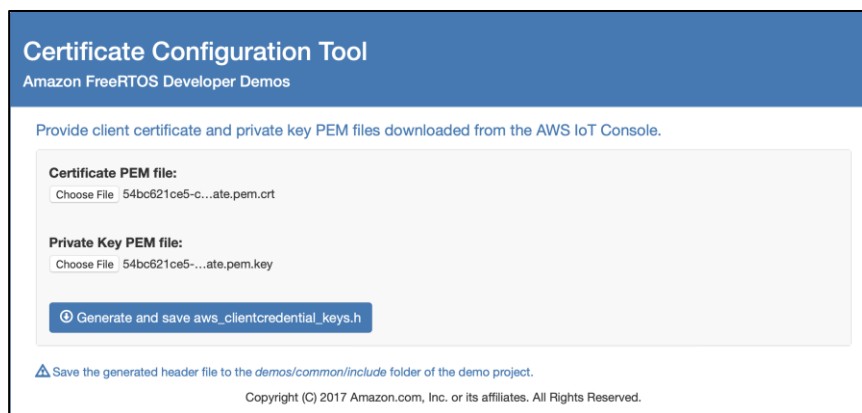 Certificate Configuration Tool
Amazon FreeRTOS Developer Demos
Provide client certificate and private key PEM files downloaded from the AWS IoT Console.
Certificate PEM file:
Choose File 54bc621ce5-c...ate.pem.crt
Private Key PEM file:
Choose File 54bc621ce5-...ate.pem.key
Generate and save aws_clientcredential_keys.h
Save the generated header file to the demos/common/include folder of the demo project.
Copyright (C) 2017 Amazon.com, Inc. or its affiliates. All Rights Reserved.